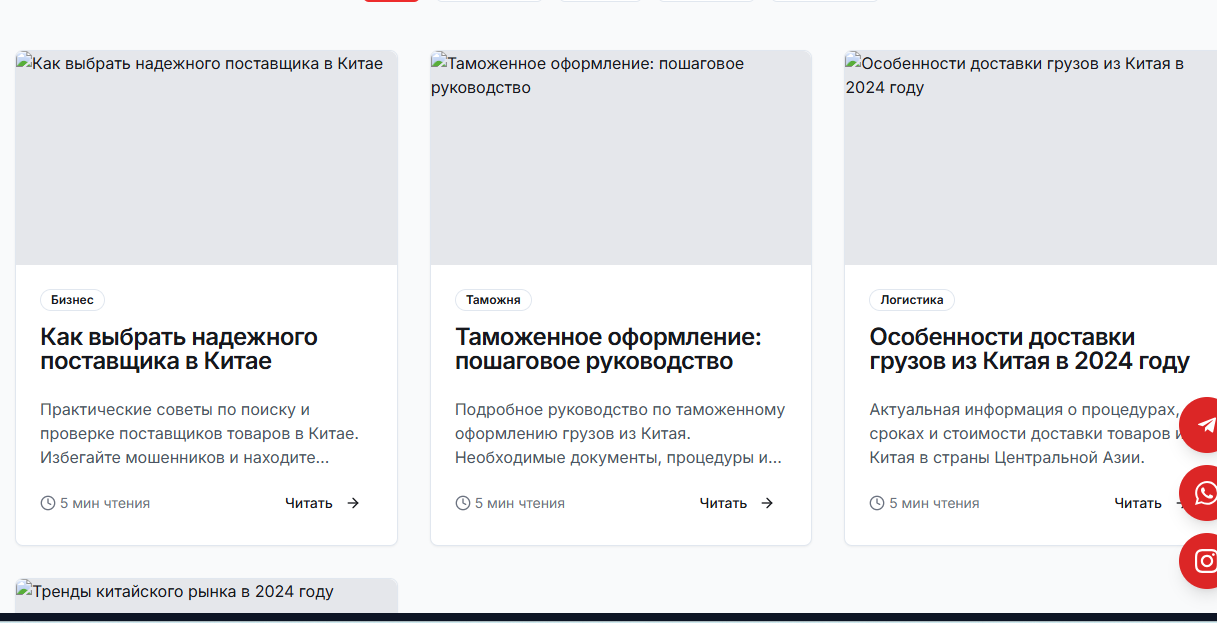 Как выбрать надежного поставщика в Китае
Таможенное оформление: пошаговое
руководство
Особенности доставки грузов из Китая в
2024 году
Бизнес
Как выбрать надежного
поставщика в Китае
Практические советы по поиску и
проверке поставщиков товаров в Китае.
Избегайте мошенников и находите...
5 мин чтения
Читать
Таможня
Таможенное оформление:
пошаговое руководство
Подробное руководство по таможенному
оформлению грузов из Китая.
Необходимые документы, процедуры и...
5 мин чтения
Читать
Логистика
Особенности доставки
грузов из Китая в 2024 году
Актуальная информация о процедурах,
сроках и стоимости доставки товаров и
Китая в страны Центральной Азии.
5 мин чтения
Читать
Тренды китайского рынка в 2024 году